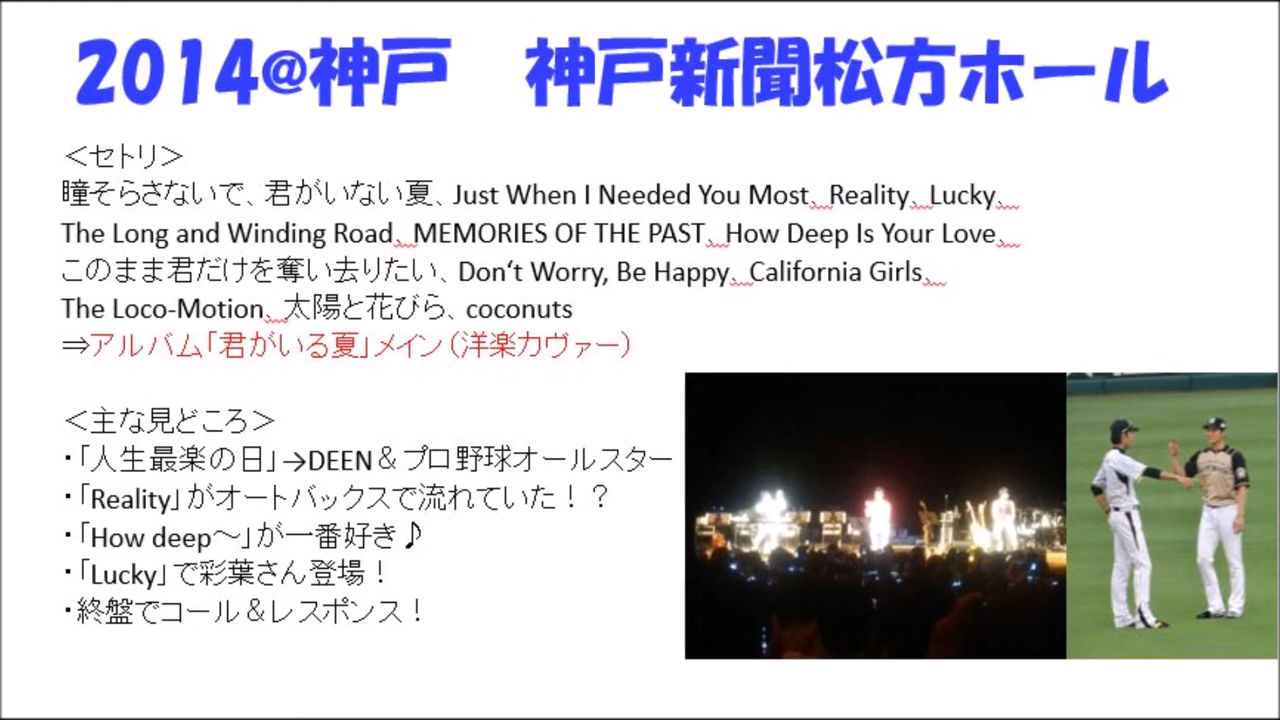 2014@神戸　神戸新聞松方ホール
＜セトリ＞
瞳そらさないで、君がいない夏、Just When I Needed You Most、Reality、Lucky、
The Long and Winding Road、MEMORIES OF THE PAST、How Deep Is Your Love、
このまま君だけを奪い去りたい、Don‘t Worry, Be Happy、California Girls、
The Loco-Motion、太陽と花びら、coconuts
⇒アルバム「君がいる夏」メイン（洋楽カヴァー）
＜主な見どころ＞
・「人生最楽の日」→DEEN＆プロ野球オールスター
・「Reality」がオートバックスで流れていた！？
・「How deep～」が一番好き♪
・「Lucky」で彩葉さん登場！
・終盤でコール＆レスポンス！